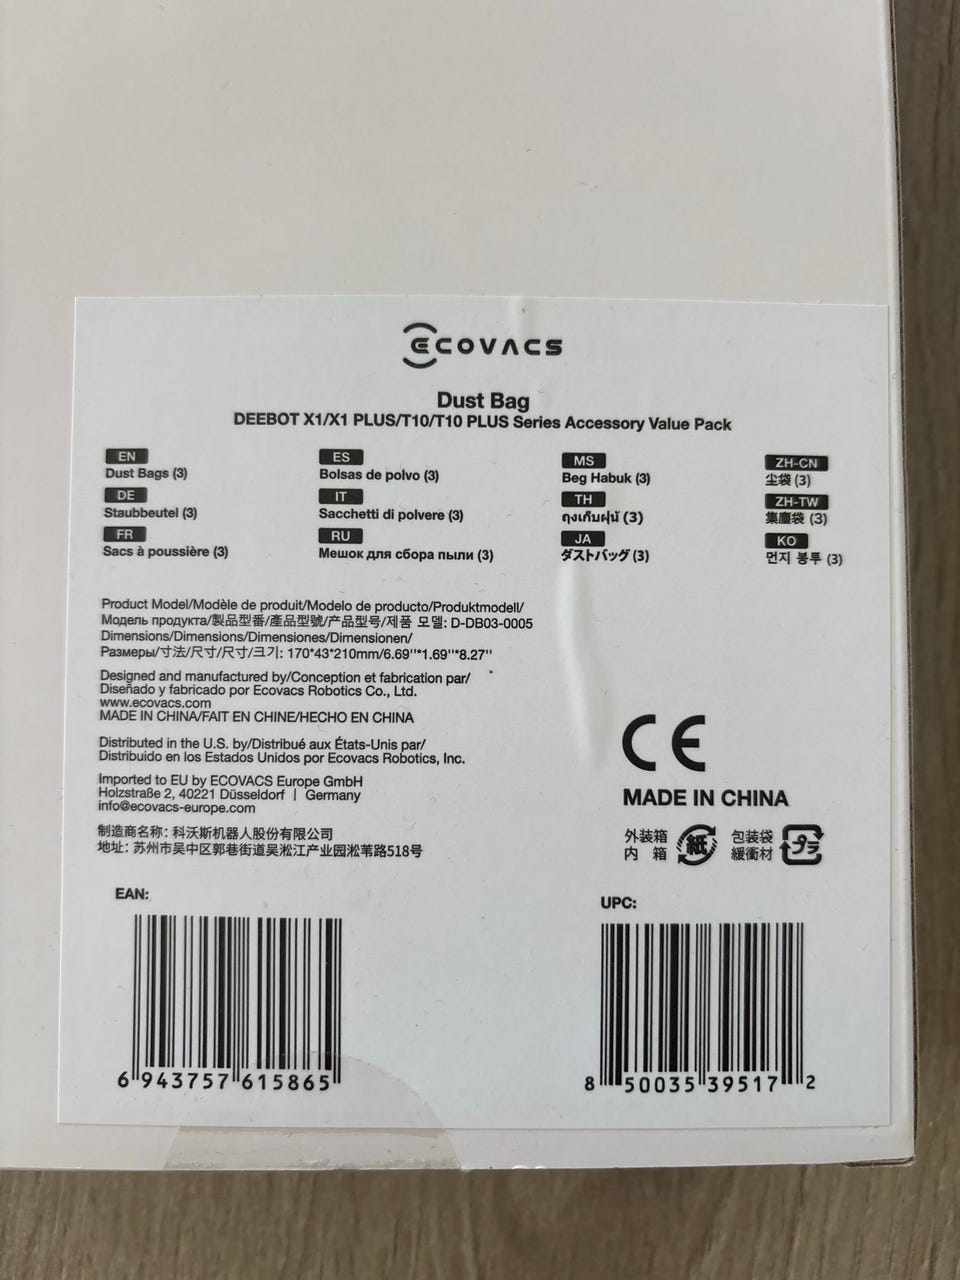 ECOVACS
Dust Bag
DEEBOT X1/X1 PLUS/T10/T10 PLUS Series Accessory Value Pack
EN
Dust Bags (3)
DE
Staubbeutel (3)
FR
Sacs à poussière (3)
ES
Bolsas de polvo (3)
IT
Sacchetti di polvere (3)
RU
Мешок для сбора пыли (3)
MS
Beg Habuk (3)
TH
ถุงเก็บฝุ่น (3)
JA
ダストバッグ (3)
ZH-CN
尘袋 (3)
ZH-TW
集塵袋 (3)
KO
먼지 봉투 (3)
Product Model/Modèle de produit/Modelo de producto/Produktmodell/
Модель продукта/製品型番/產品型號/产品型号/제품 모델: D-DB03-0005
Dimensions/Dimensions/Dimensiones/Dimensionen/
Размеры/寸法/尺寸/尺寸/크기: 170*43*210mm/6.69''*1.69''*8.27''
Designed and manufactured by/Conception et fabrication par/
Diseñado y fabricado por Ecovacs Robotics Co., Ltd.
www.ecovacs.com
MADE IN CHINA/FAIT EN CHINE/HECHO EN CHINA
Distributed in the U.S. by/Distribué aux États-Unis par/
Distribuido en los Estados Unidos por Ecovacs Robotics, Inc.
Imported to EU by ECOVACS Europe GmbH
Holzstraße 2, 40221 Düsseldorf | Germany
info@ecovacs-europe.com
制造商名称: 科沃斯机器人股份有限公司
地址: 苏州市吴中区郭巷街道吴淞江产业园淞苇路518号
CE
MADE IN CHINA
外装箱
内 箱
紙
包装袋
緩衝材
プラ
EAN:
6 943757 615865
UPC:
8 50035 39517 2